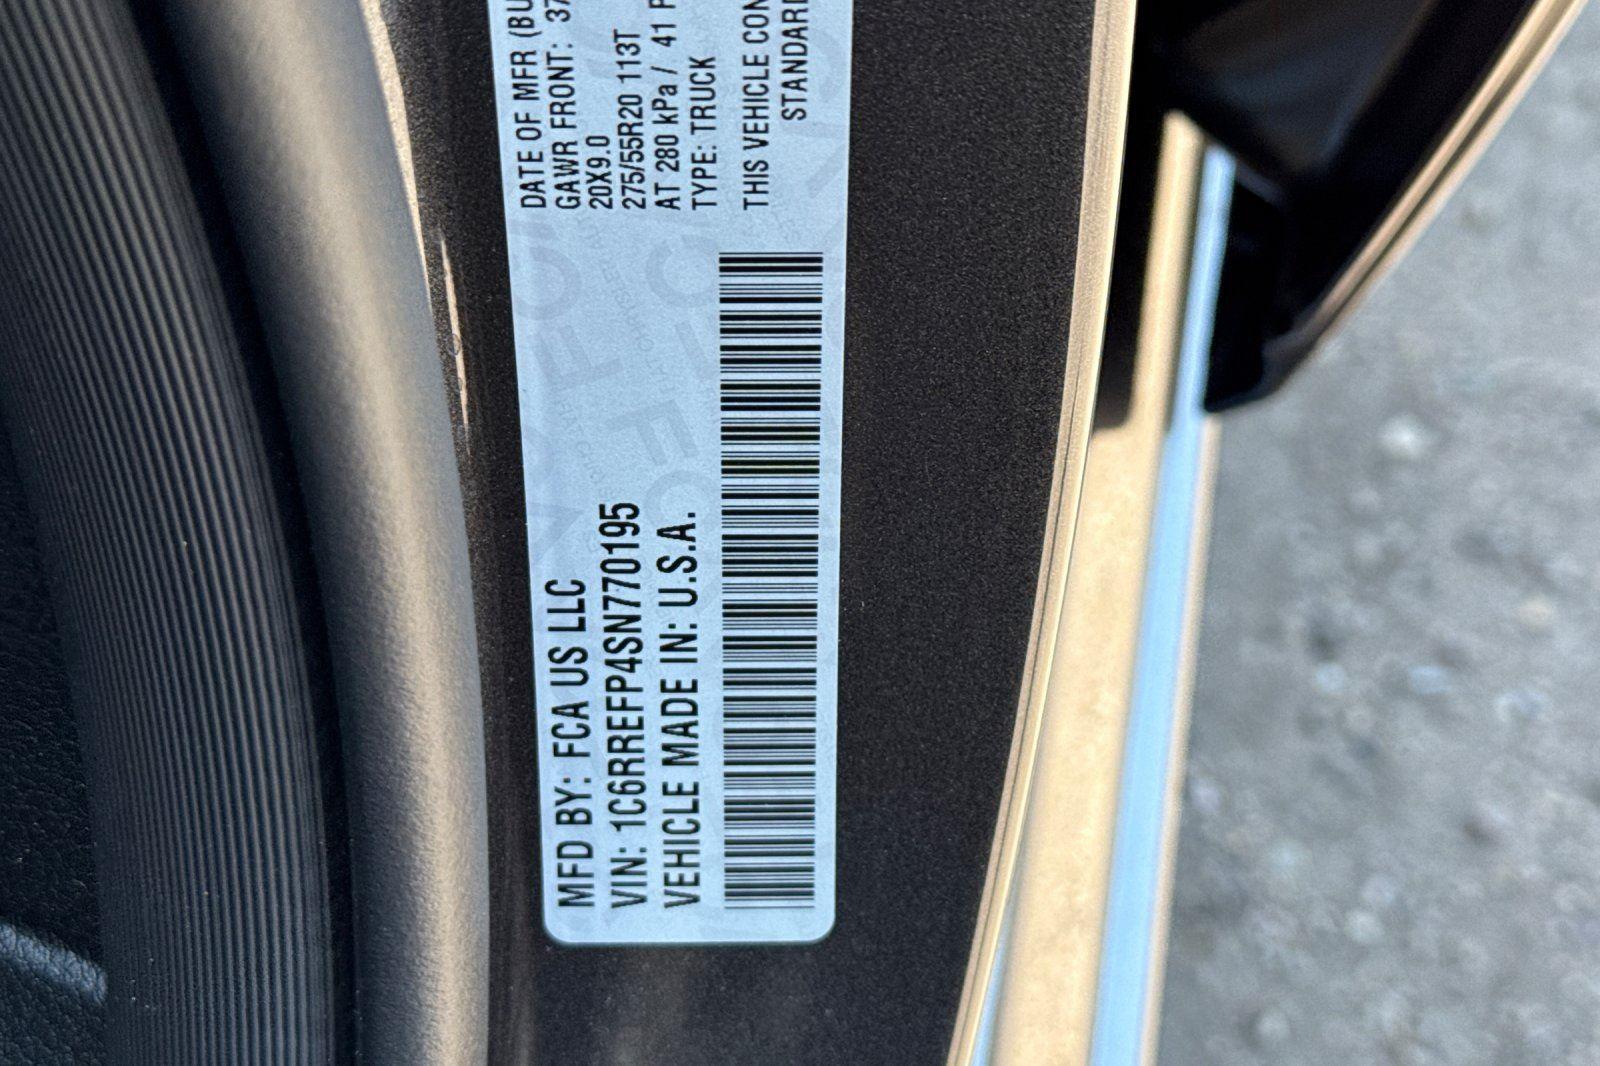 MFD BY: FCA US LLC
VIN: 1C6RREFP4SN770195
VEHICLE MADE IN: U.S.A.
DATE OF MFR (BU
GAWR FRONT: 37
20X9.0
275/55R20 113T
AT 280 kPa / 41 P
TYPE: TRUCK
THIS VEHICLE CON
STANDARD